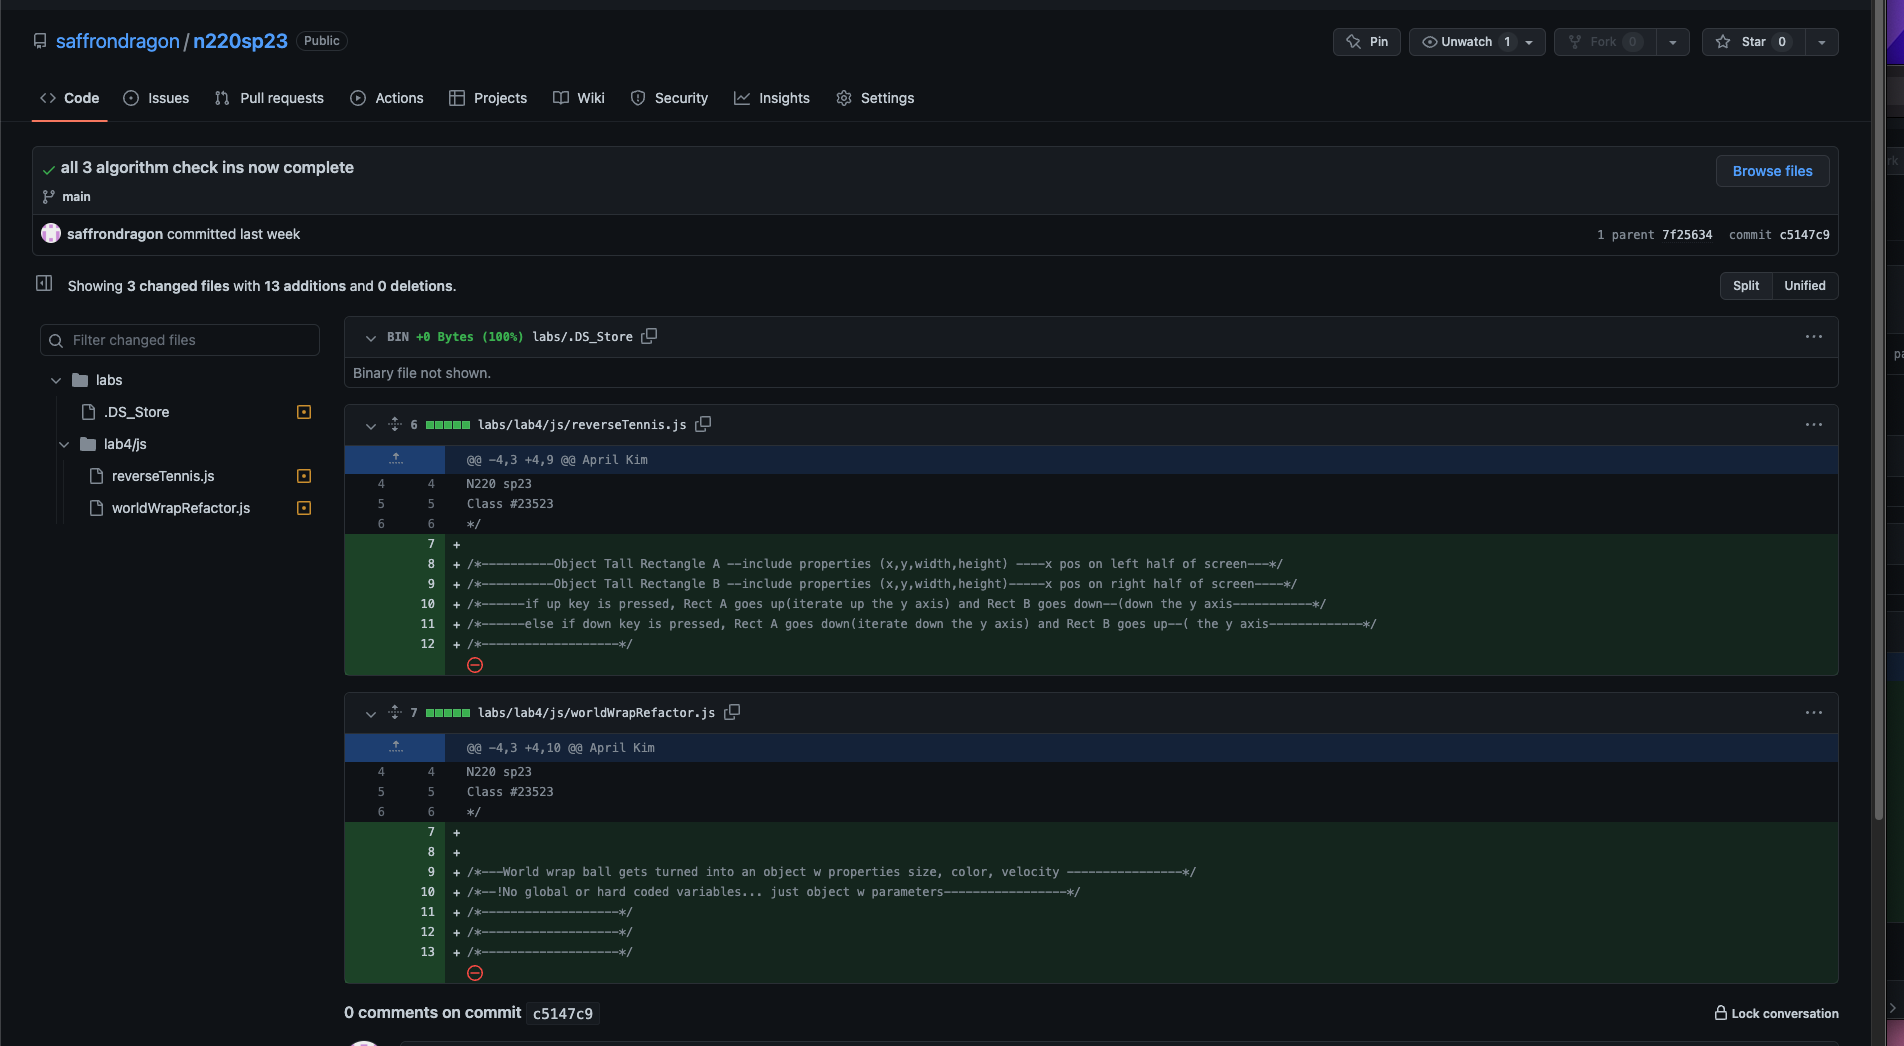 saffrondragon / n220sp23 Public
Pin Unwatch 1 Fork 0 Star 0
Code Issues Pull requests Actions Projects Wiki Security Insights Settings
all 3 algorithm check ins now complete
Browse files
main
saffrondragon committed last week
1 parent 7f25634 commit c5147c9
Showing 3 changed files with 13 additions and 0 deletions.
Split Unified
Filter changed files
labs
.DS_Store
lab4/js
reverseTennis.js
worldWrapRefactor.js
BIN +0 Bytes (100%) labs/.DS_Store
Binary file not shown.
6 labs/lab4/js/reverseTennis.js
@@ -4,3 +4,9 @@ April Kim
4 4 N220 sp23
5 5 Class #23523
6 6 */
7 +
8 + /*----------Object Tall Rectangle A --include properties (x,y,width,height) ----x pos on left half of screen---*/
9 + /*----------Object Tall Rectangle B --include properties (x,y,width,height)-----x pos on right half of screen----*/
10 + /*------if up key is pressed, Rect A goes up(iterate up the y axis) and Rect B goes down--(down the y axis-----------*/
11 + /*------else if down key is pressed, Rect A goes down(iterate down the y axis) and Rect B goes up--( the y axis-------------*/
12 + /*-------------------*/
7 labs/lab4/js/worldWrapRefactor.js
@@ -4,3 +4,10 @@ April Kim
4 4 N220 sp23
5 5 Class #23523
6 6 */
7 +
8 +
9 + /*---World wrap ball gets turned into an object w properties size, color, velocity ----------------*/
10 + /*--!No global or hard coded variables... just object w parameters-----------------*/
11 + /*-------------------*/
12 + /*-------------------*/
13 + /*-------------------*/
0 comments on commit c5147c9
Lock conversation